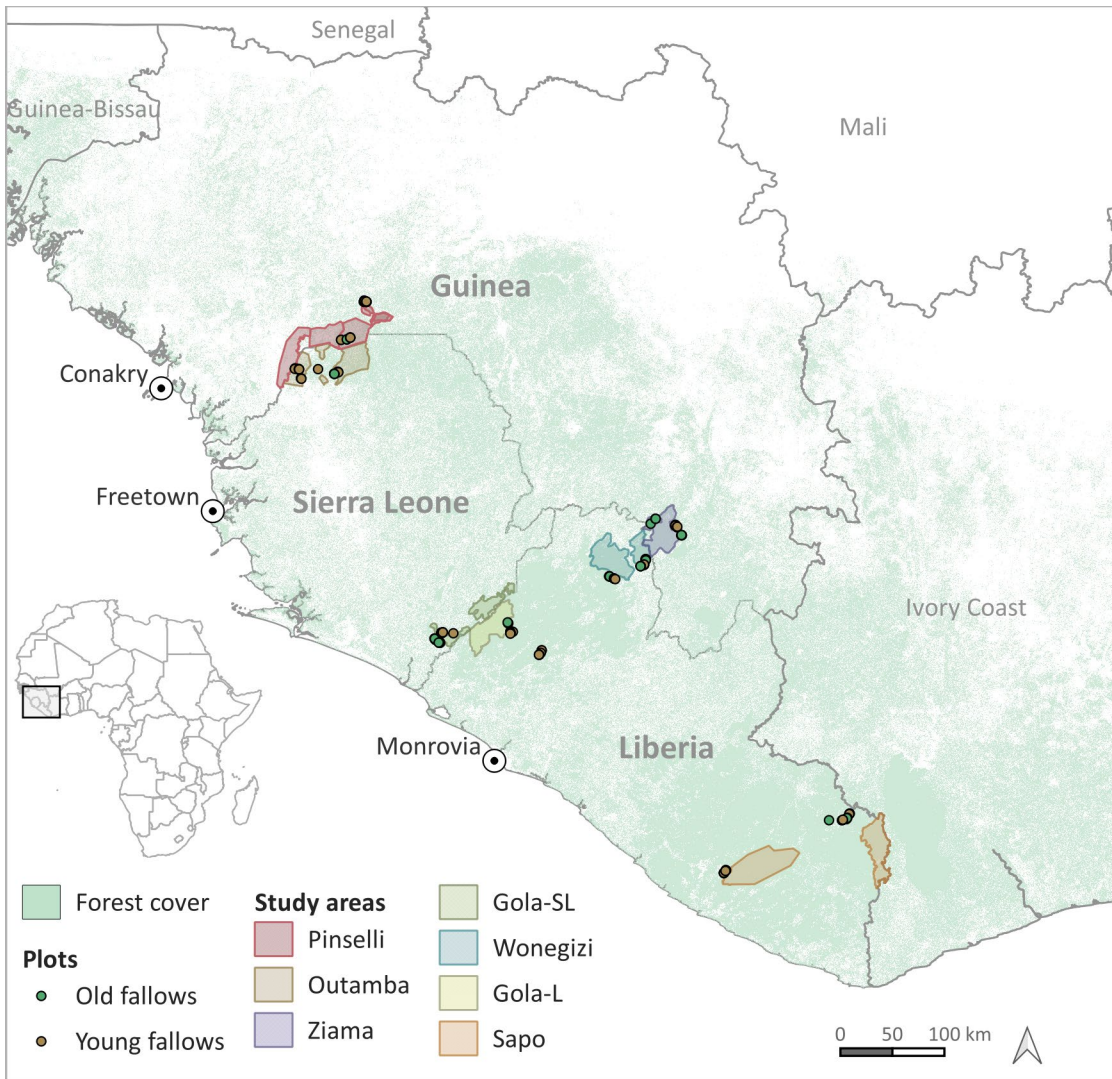 Senegal
Guinea-Bissau
Mali
Guinea
Conakry
Freetown
Sierra Leone
Ivory Coast
Monrovia
Liberia
Forest cover
Plots
Old fallows
Young fallows
Study areas
Pinselli
Outamba
Ziama
Gola-SL
Wonegizi
Gola-L
Sapo
0 50 100 km